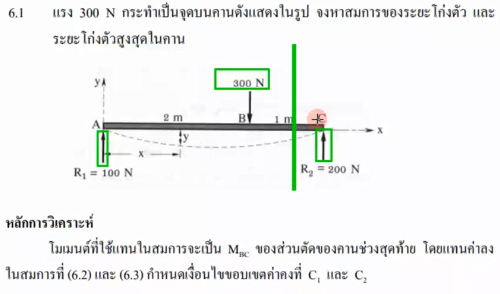 6.1 แรง 300 N กระทำเป็นจุดบนคานดังแสดงในรูป จงหาสมการของระยะโก่งตัว และ
ระยะโก่งตัวสูงสุดในคาน
y
300 N
A 2 m B 1 m C
x
y
x
R₁ = 100 N R₂ = 200 N
หลักการวิเคราะห์
โมเมนต์ที่ใช้แทนในสมการจะเป็น M_BC ของส่วนตัดของคานช่วงสุดท้าย โดยแทนค่าลง
ในสมการที่ (6.2) และ (6.3) กำหนดเงื่อนไขขอบเขตค่าคงที่ C₁ และ C₂